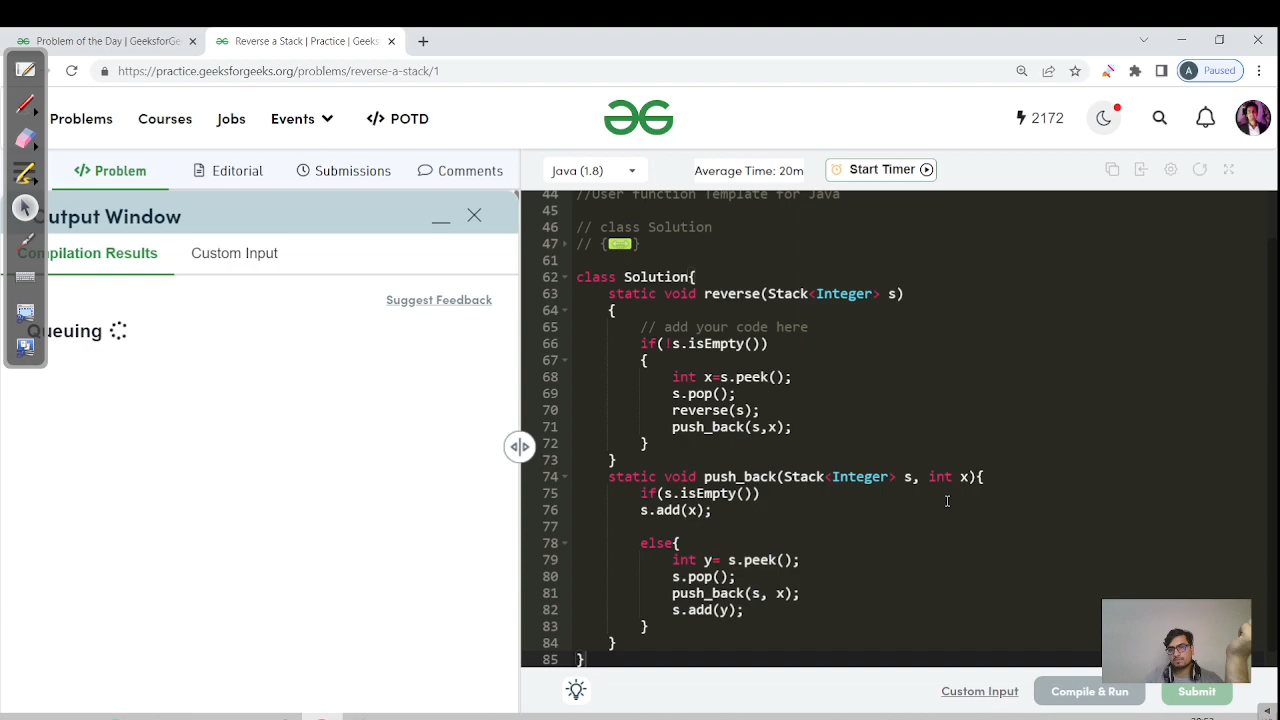 Problem of the Day | GeeksforGe
Reverse a Stack | Practice | Geeks
https://practice.geeksforgeeks.org/problems/reverse-a-stack/1
A Paused
Problems Courses Jobs Events </> POTD 2172
</> Problem Editorial Submissions Comments
Java (1.8) Average Time: 20m Start Timer
utput Window
ompilation Results Custom Input
Suggest Feedback
Queuing
44 //User function Template for Java
45
46 // class Solution
47 // { }
61
62 class Solution{
63 static void reverse(Stack<Integer> s)
64 {
65 // add your code here
66 if(!s.isEmpty())
67 {
68 int x=s.peek();
69 s.pop();
70 reverse(s);
71 push_back(s,x);
72 }
73 }
74 static void push_back(Stack<Integer> s, int x){
75 if(s.isEmpty())
76 s.add(x);
77
78 else{
79 int y= s.peek();
80 s.pop();
81 push_back(s, x);
82 s.add(y);
83 }
84 }
85 }
Custom Input Compile & Run Submit